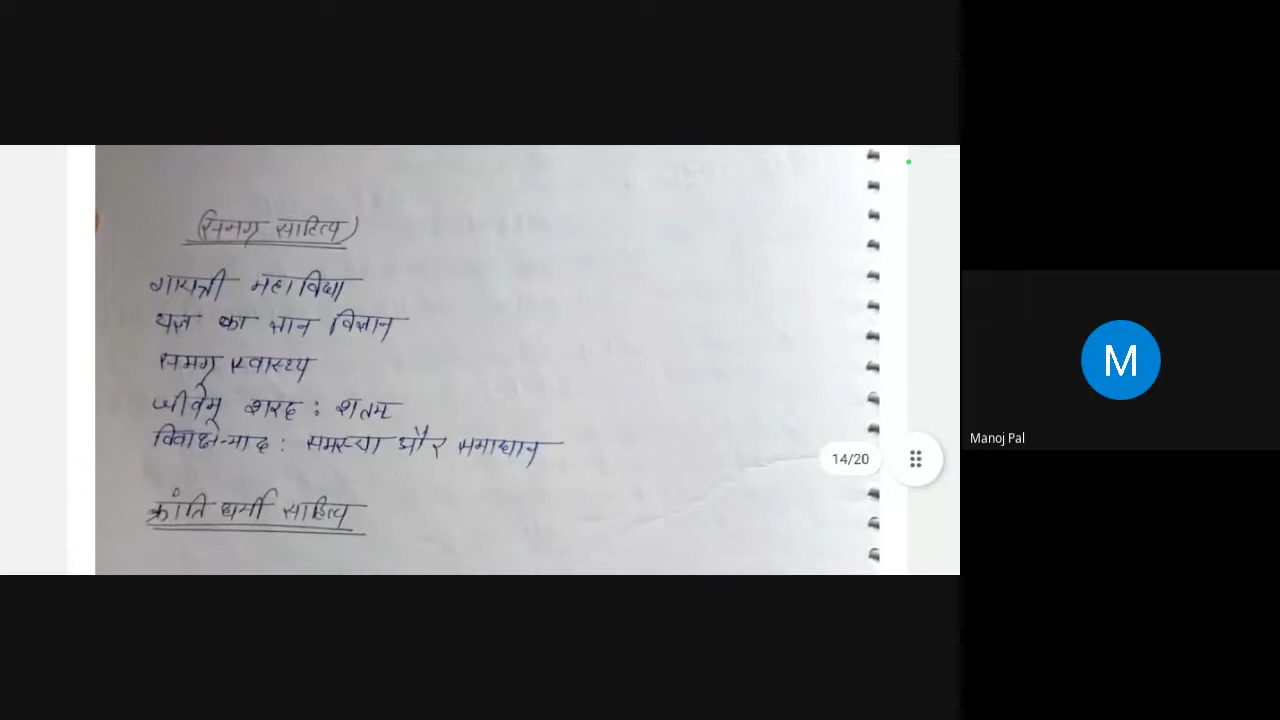 (समग्र साहित्य)
गायत्री महाविद्या
यज्ञ का ज्ञान विज्ञान
समग्र स्वास्थ्य
जीवेम् शरद : शतम
विवाहोन्माद : समस्या और समाधान
क्रांति धर्मी साहित्य
14/20
M
Manoj Pal